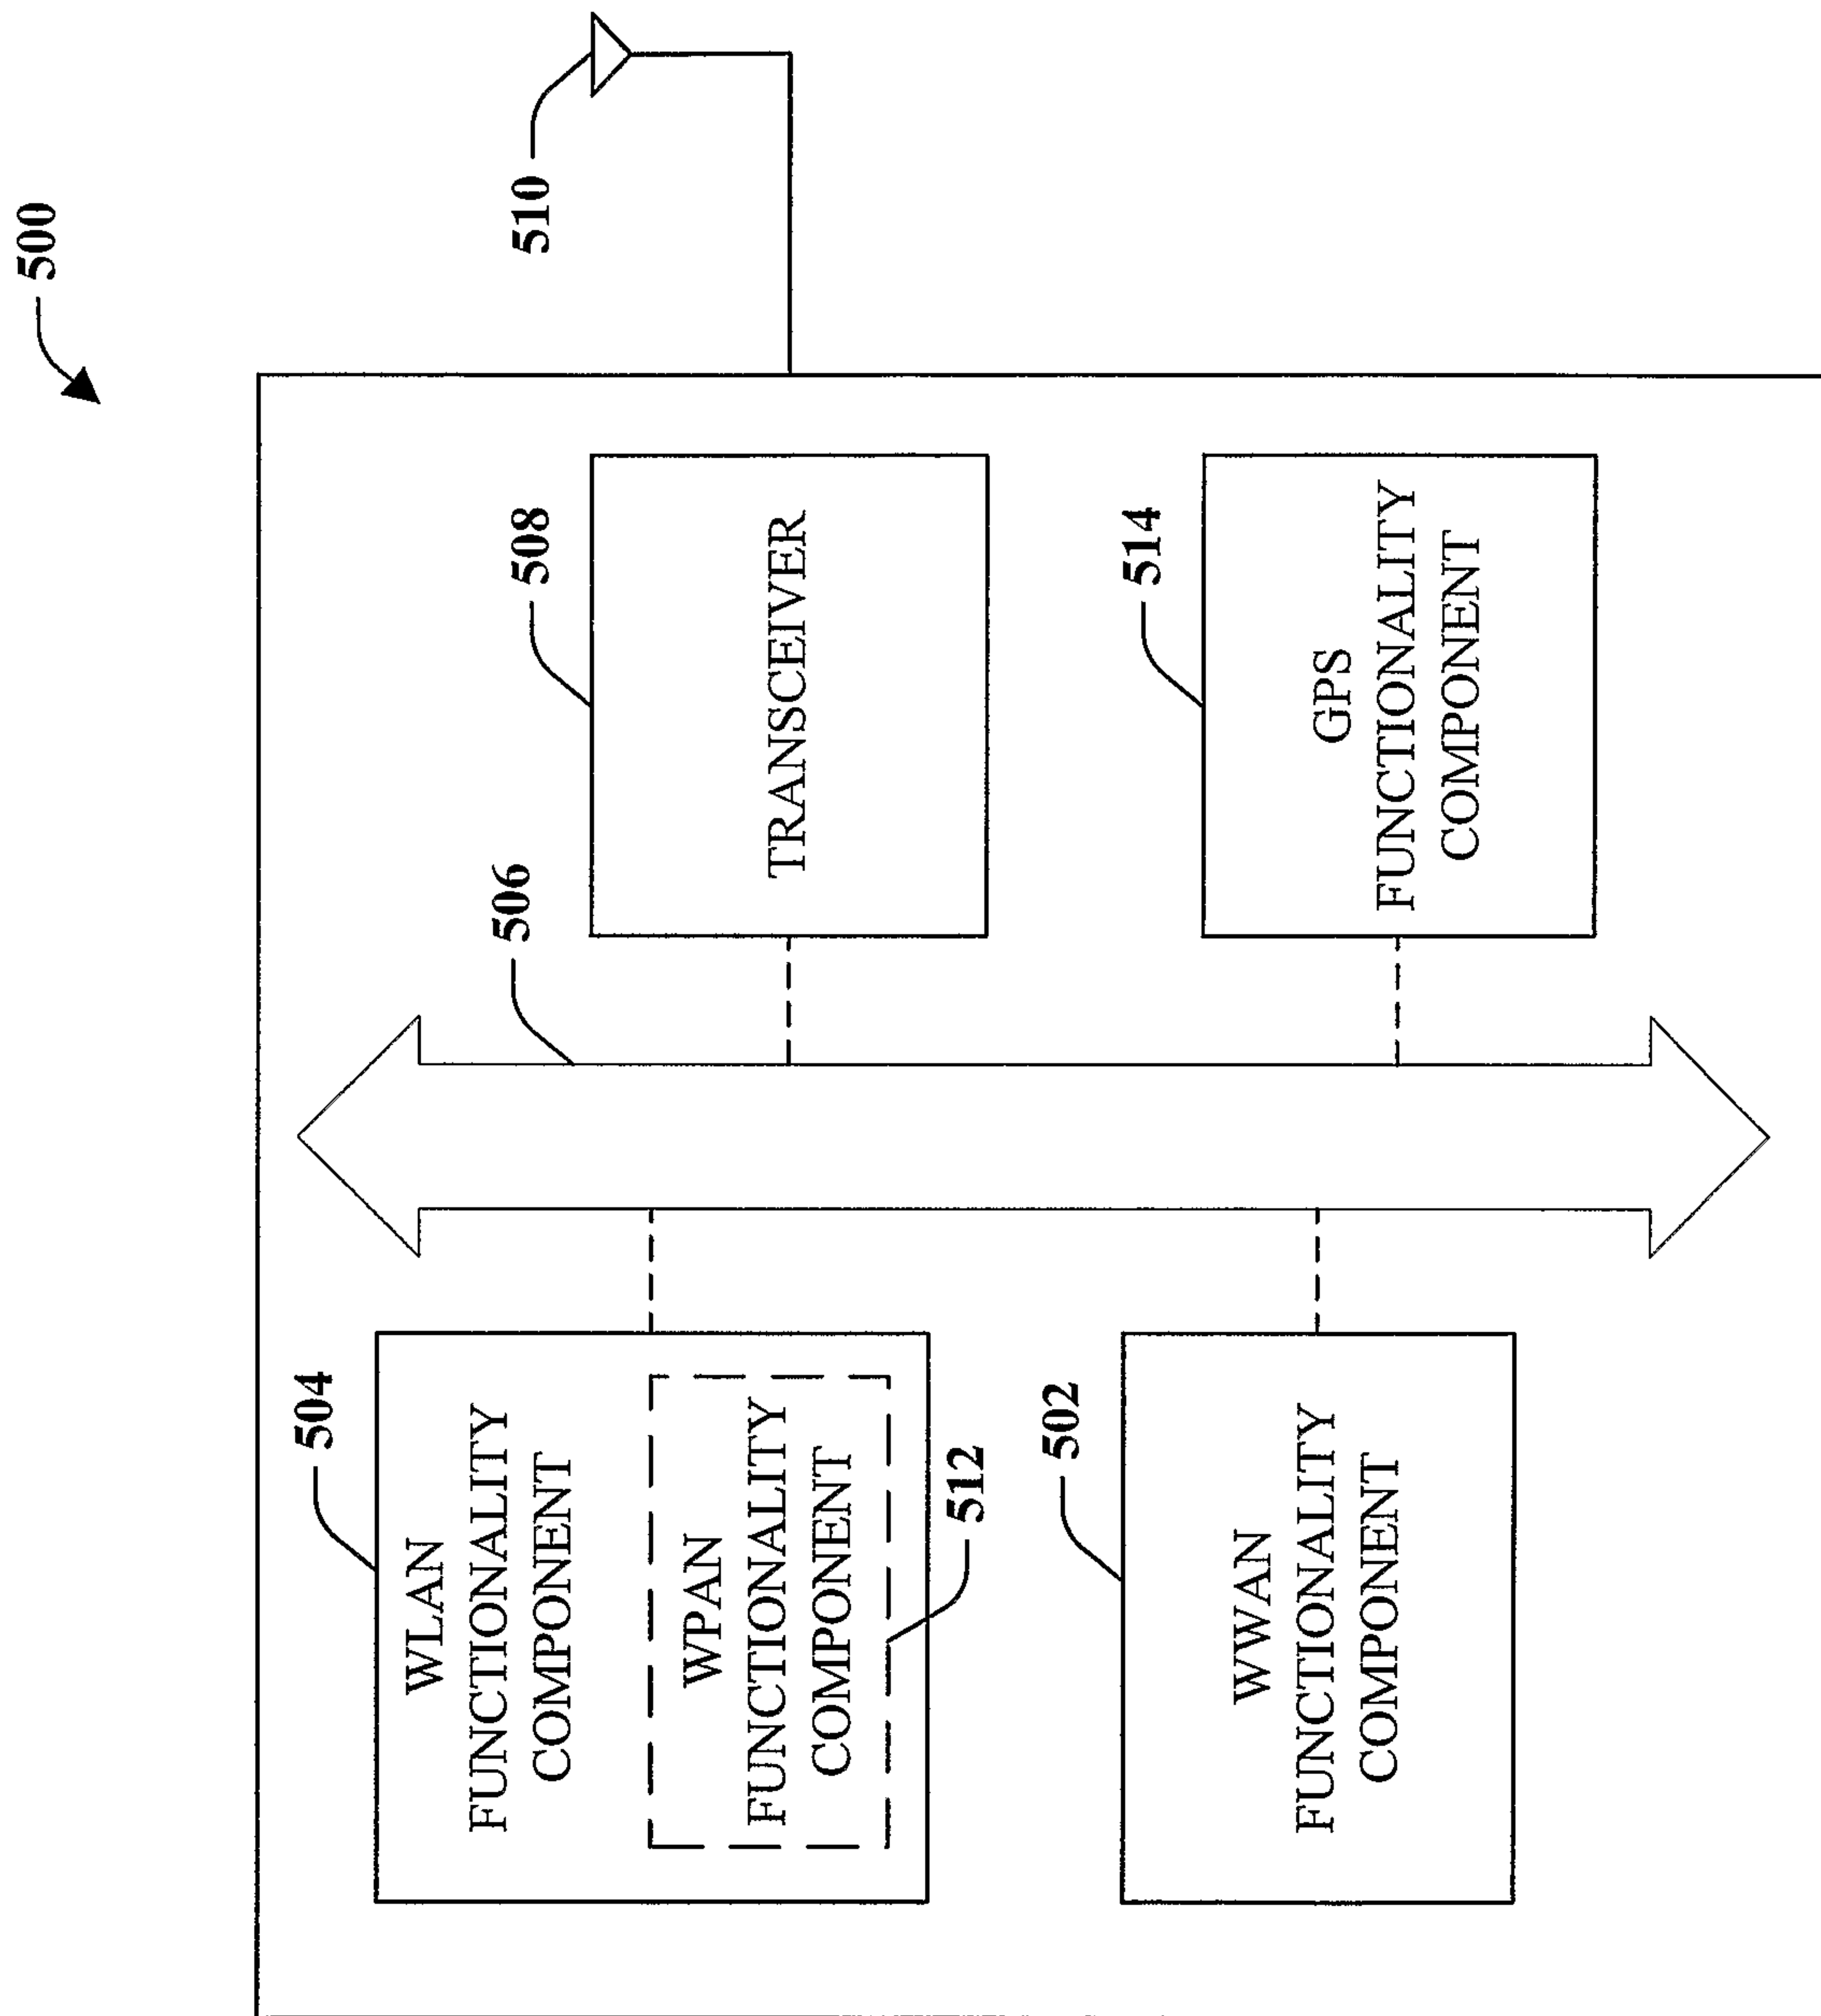 500
510
504
WLAN
FUNCTIONALITY
COMPONENT
WPAN
FUNCTIONALITY
COMPONENT
512
506
508
TRANSCEIVER
502
WWAN
FUNCTIONALITY
COMPONENT
514
GPS
FUNCTIONALITY
COMPONENT